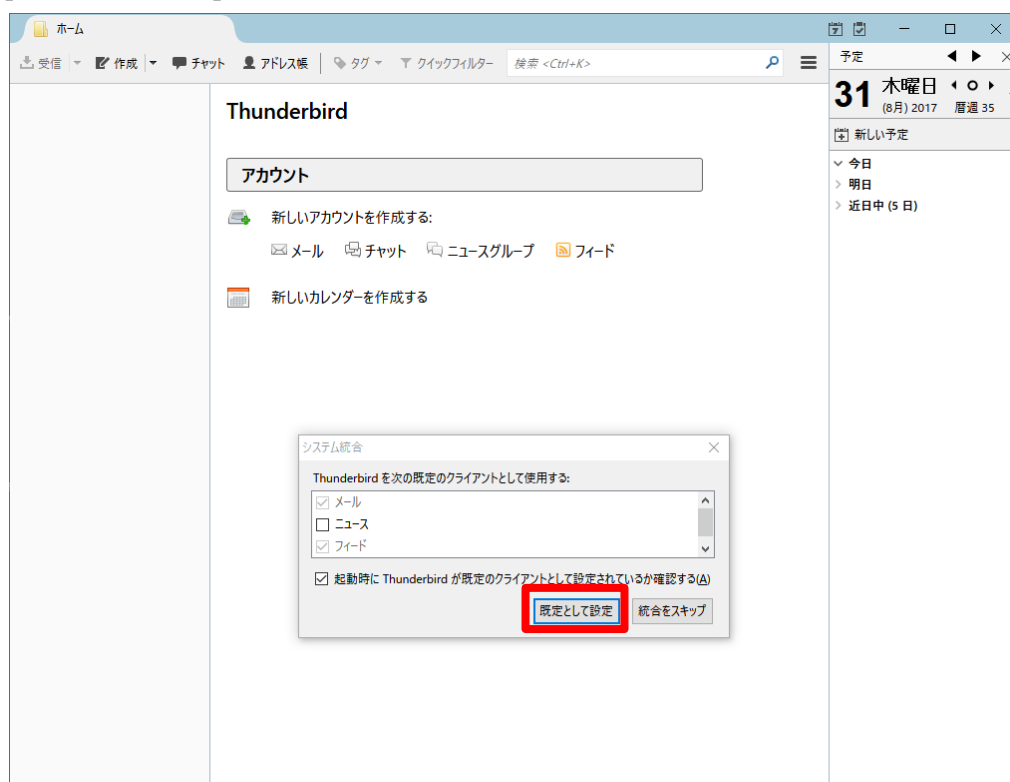 ホーム
受信 作成 チャット アドレス帳 タグ クイックフィルター 検索 <Ctrl+K>
予定
31 木曜日
(8月) 2017 暦週 35
新しい予定
今日
明日
近日中 (5 日)
Thunderbird
アカウント
新しいアカウントを作成する:
メール チャット ニュースグループ フィード
新しいカレンダーを作成する
システム統合
Thunderbird を次の既定のクライアントとして使用する:
メール
ニュース
フィード
起動時に Thunderbird が既定のクライアントとして設定されているか確認する(A)
既定として設定 統合をスキップ